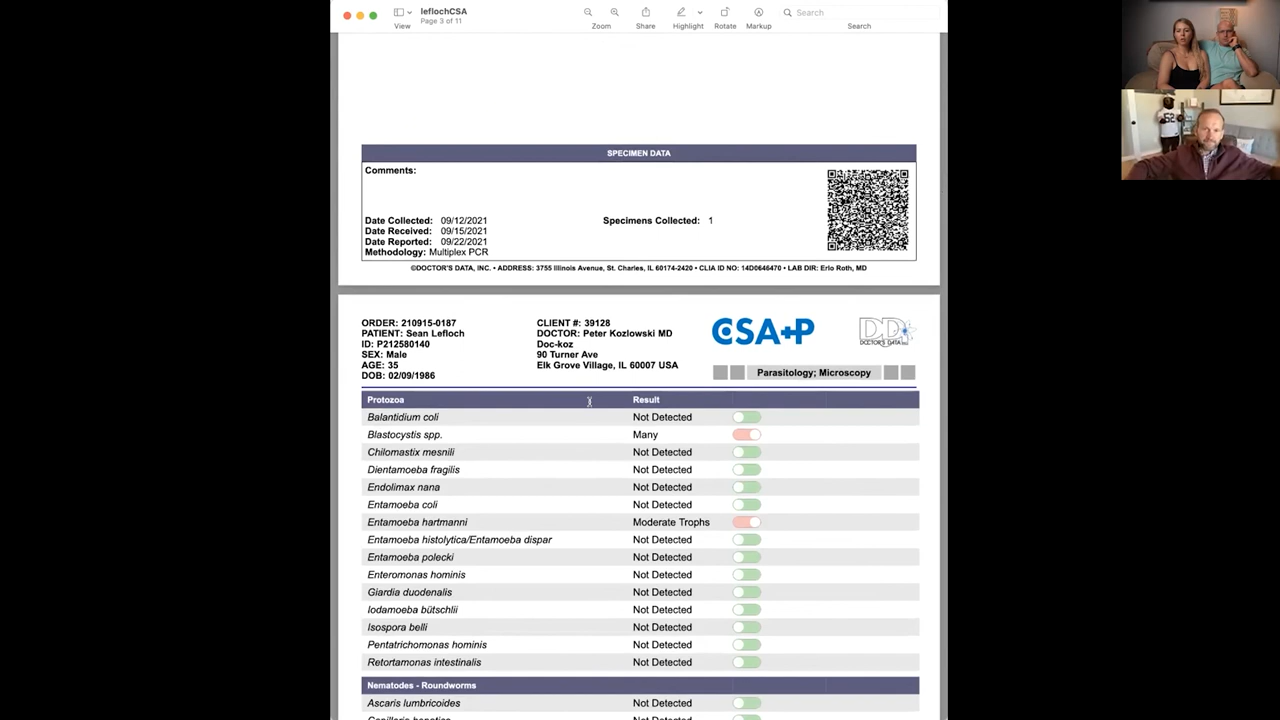 leflochCSA
Page 3 of 11
View
Zoom
Share
Highlight
Rotate
Markup
Search
Search
SPECIMEN DATA
Comments:
Date Collected: 09/12/2021
Specimens Collected: 1
Date Received: 09/15/2021
Date Reported: 09/22/2021
Methodology: Multiplex PCR
©DOCTOR'S DATA, INC. • ADDRESS: 3755 Illinois Avenue, St. Charles, IL 60174-2420 • CLIA ID NO: 14D0646470 • LAB DIR: Erlo Roth, MD
ORDER: 210915-0187
PATIENT: Sean Lefloch
ID: P212580140
SEX: Male
AGE: 35
DOB: 02/09/1986
CLIENT #: 39128
DOCTOR: Peter Kozlowski MD
Doc-koz
90 Turner Ave
Elk Grove Village, IL 60007 USA
CSA+P
DOCTOR'S DATA INC
Parasitology; Microscopy
Protozoa Result
Balantidium coli Not Detected
Blastocystis spp. Many
Chilomastix mesnili Not Detected
Dientamoeba fragilis Not Detected
Endolimax nana Not Detected
Entamoeba coli Not Detected
Entamoeba hartmanni Moderate Trophs
Entamoeba histolytica/Entamoeba dispar Not Detected
Entamoeba polecki Not Detected
Enteromonas hominis Not Detected
Giardia duodenalis Not Detected
Iodamoeba bütschlii Not Detected
Isospora belli Not Detected
Pentatrichomonas hominis Not Detected
Retortamonas intestinalis Not Detected
Nematodes - Roundworms
Ascaris lumbricoides Not Detected
52